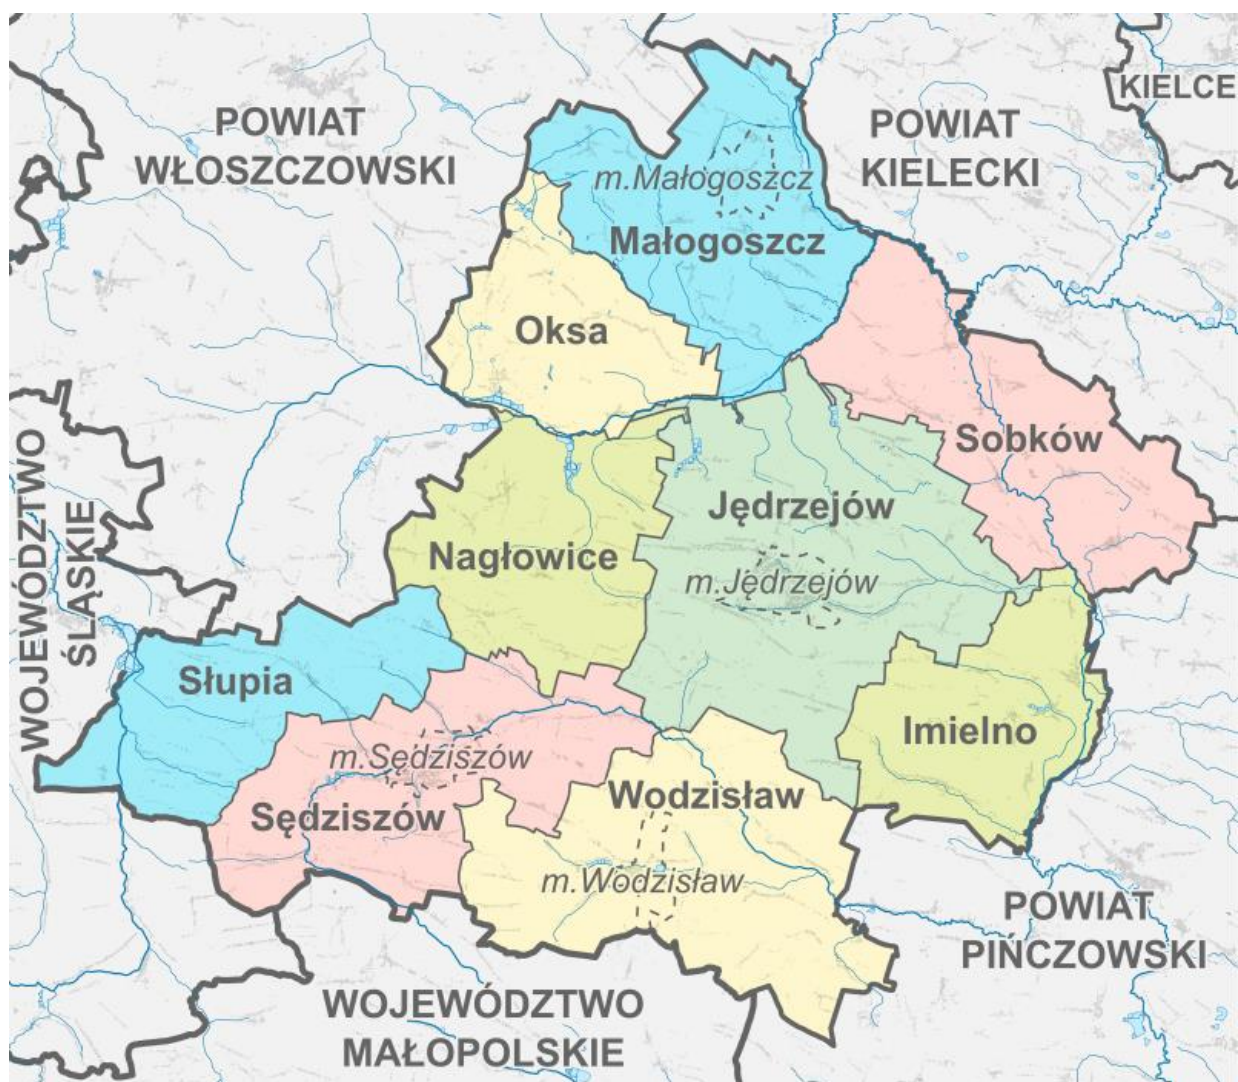 KIELCE
POWIAT
WŁOSZCZOWSKI
POWIAT
KIELECKI
m.Małogoszcz
Małogoszcz
Oksa
Sobków
WOJEWÓDZTWO
ŚLĄSKIE
Jędrzejów
Nagłowice
m.Jędrzejów
Słupia
Imielno
m.Sędziszów
Wodzisław
Sędziszów
m.Wodzisław
POWIAT
PIŃCZOWSKI
WOJEWÓDZTWO
MAŁOPOLSKIE